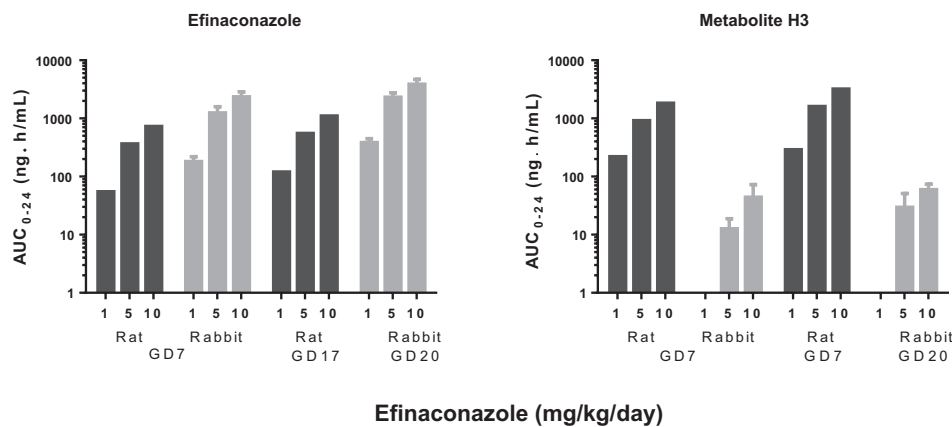 Efinaconazole
AUC0-24 (ng. h/mL)
10000
1000
100
10
1
1 5 10 1 5 10 1 5 10 1 5 10
Rat Rabbit Rat Rabbit
GD7 GD17 GD20
Metabolite H3
AUC0-24 (ng. h/mL)
10000
1000
100
10
1
1 5 10 1 5 10 1 5 10 1 5 10
Rat Rabbit Rat Rabbit
GD7 GD7 GD20
Efinaconazole (mg/kg/day)